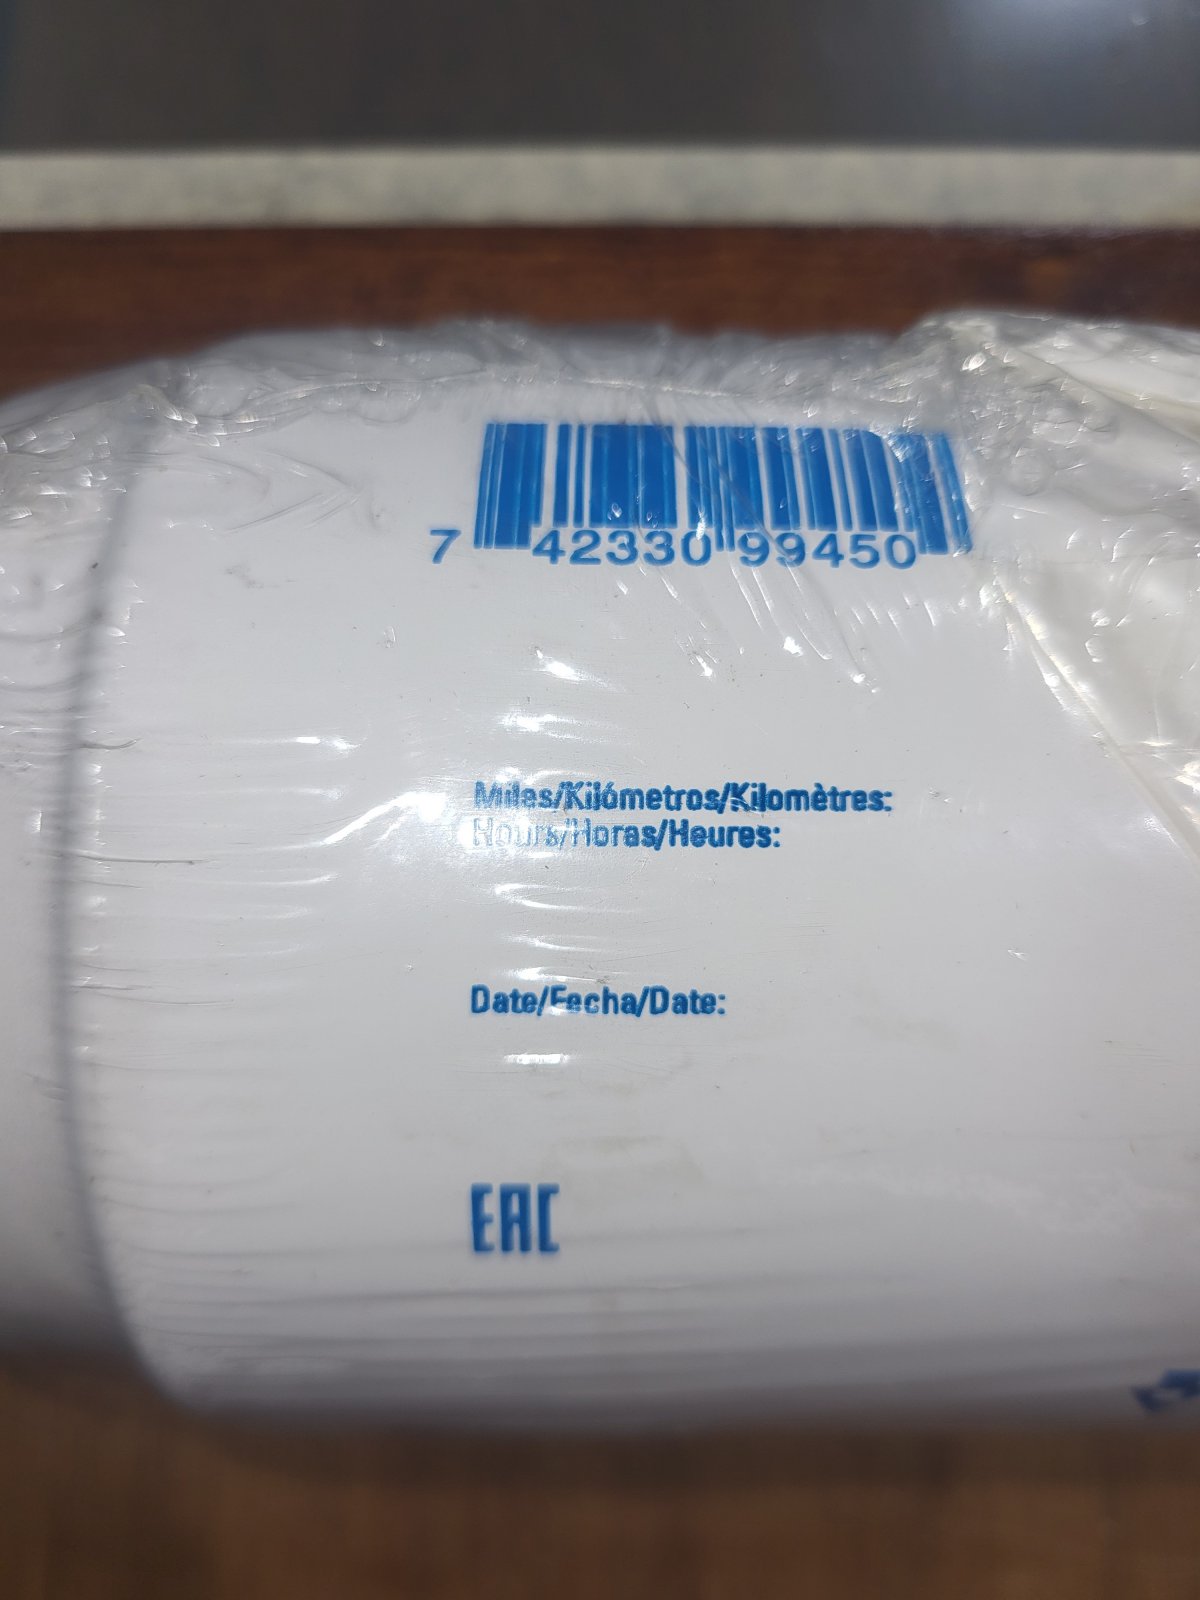 7 42330 99450
Miles/Kilómetros/Kilomètres:
Hours/Horas/Heures:
Date/Fecha/Date:
EAC